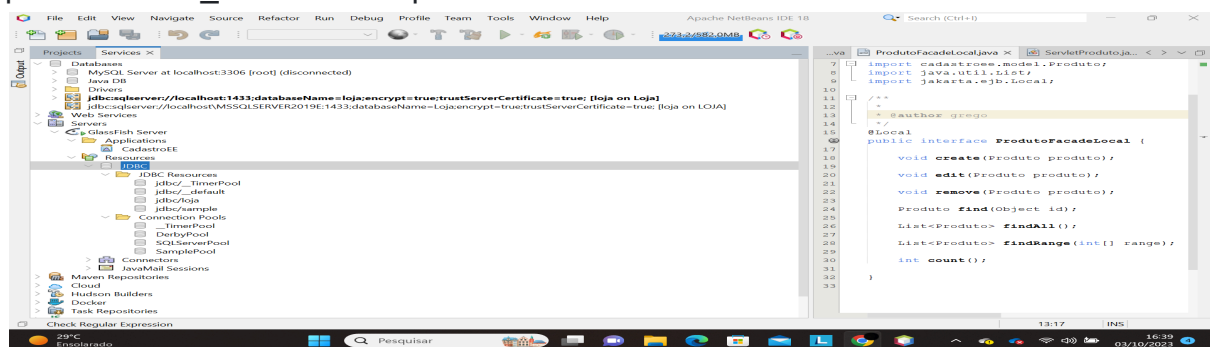 File Edit View Navigate Source Refactor Run Debug Profile Team Tools Window Help Apache NetBeans IDE 18 Search (Ctrl+I)
273.2/582.0MB
Projects Services ×
Output
Databases
MySQL Server at localhost:3306 [root] (disconnected)
Java DB
Drivers
jdbc:sqlserver://localhost:1433;databaseName=loja;encrypt=true;trustServerCertificate=true; [loja on Loja]
jdbc:sqlserver://localhost\MSSQLSERVER2019E:1433;databaseName=Loja;encrypt=true;trustServerCertificate=true; [loja on LOJA]
Web Services
Servers
GlassFish Server
Applications
CadastroEE
Resources
JDBC
JDBC Resources
jdbc/__TimerPool
jdbc/__default
jdbc/loja
jdbc/sample
Connection Pools
__TimerPool
DerbyPool
SQLServerPool
SamplePool
Connectors
JavaMail Sessions
Maven Repositories
Cloud
Hudson Builders
Docker
Task Repositories
...va ProdutoFacadeLocal.java × ServletProduto.ja...
7 import cadastroee.model.Produto;
8 import java.util.List;
9 import jakarta.ejb.Local;
10
11 /**
12 *
13 * @author grego
14 */
15 @Local
public interface ProdutoFacadeLocal {
17
18 void create(Produto produto);
19
20 void edit(Produto produto);
21
22 void remove(Produto produto);
23
24 Produto find(Object id);
25
26 List<Produto> findAll();
27
28 List<Produto> findRange(int[] range);
29
30 int count();
31
32 }
33
Check Regular Expression 13:17 INS
29°C
Ensolarado
Pesquisar
16:39
03/10/2023